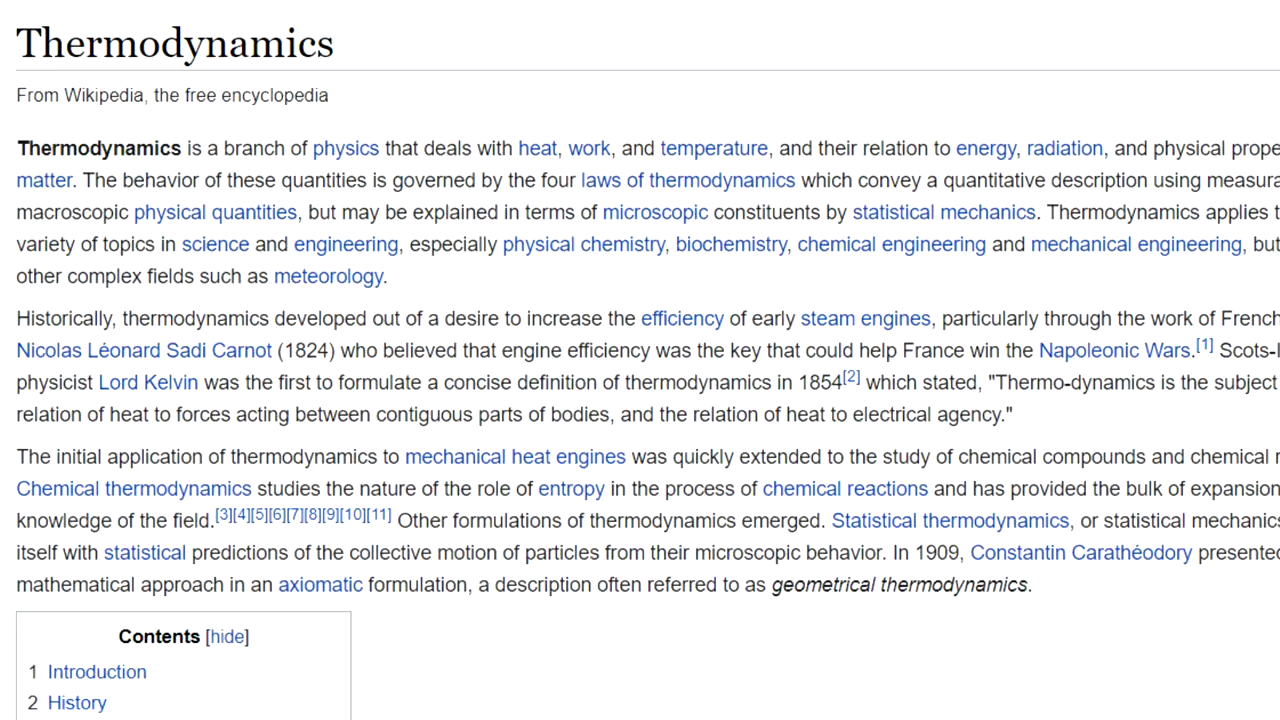 Thermodynamics
From Wikipedia, the free encyclopedia
Thermodynamics is a branch of physics that deals with heat, work, and temperature, and their relation to energy, radiation, and physical prope
matter. The behavior of these quantities is governed by the four laws of thermodynamics which convey a quantitative description using measura
macroscopic physical quantities, but may be explained in terms of microscopic constituents by statistical mechanics. Thermodynamics applies t
variety of topics in science and engineering, especially physical chemistry, biochemistry, chemical engineering and mechanical engineering, but
other complex fields such as meteorology.
Historically, thermodynamics developed out of a desire to increase the efficiency of early steam engines, particularly through the work of French
Nicolas Léonard Sadi Carnot (1824) who believed that engine efficiency was the key that could help France win the Napoleonic Wars.[1] Scots-I
physicist Lord Kelvin was the first to formulate a concise definition of thermodynamics in 1854[2] which stated, "Thermo-dynamics is the subject
relation of heat to forces acting between contiguous parts of bodies, and the relation of heat to electrical agency."
The initial application of thermodynamics to mechanical heat engines was quickly extended to the study of chemical compounds and chemical r
Chemical thermodynamics studies the nature of the role of entropy in the process of chemical reactions and has provided the bulk of expansion
knowledge of the field.[3][4][5][6][7][8][9][10][11] Other formulations of thermodynamics emerged. Statistical thermodynamics, or statistical mechanics
itself with statistical predictions of the collective motion of particles from their microscopic behavior. In 1909, Constantin Carathéodory presented
mathematical approach in an axiomatic formulation, a description often referred to as geometrical thermodynamics.
Contents [hide]
1 Introduction
2 History